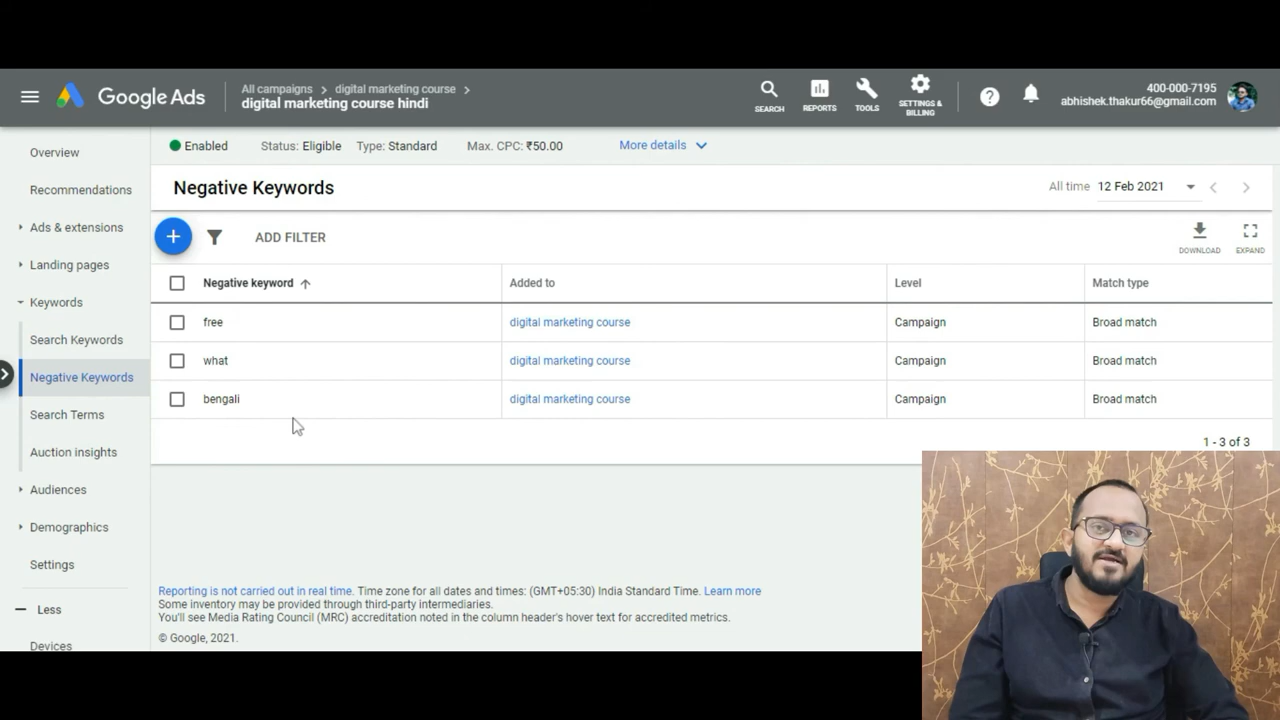 Google Ads
All campaigns > digital marketing course >
digital marketing course hindi
SEARCH
REPORTS
TOOLS
SETTINGS &
BILLING
400-000-7195
abhishek.thakur66@gmail.com
Overview
Recommendations
Ads & extensions
Landing pages
Keywords
Search Keywords
Negative Keywords
Search Terms
Auction insights
Audiences
Demographics
Settings
Less
Devices
Enabled Status: Eligible Type: Standard Max. CPC: ₹50.00 More details
Negative Keywords
All time 12 Feb 2021
ADD FILTER
DOWNLOAD
EXPAND
Negative keyword Added to Level Match type
free digital marketing course Campaign Broad match
what digital marketing course Campaign Broad match
bengali digital marketing course Campaign Broad match
1 - 3 of 3
Reporting is not carried out in real time. Time zone for all dates and times: (GMT+05:30) India Standard Time. Learn more
Some inventory may be provided through third-party intermediaries.
You'll see Media Rating Council (MRC) accreditation noted in the column header's hover text for accredited metrics.
© Google, 2021.